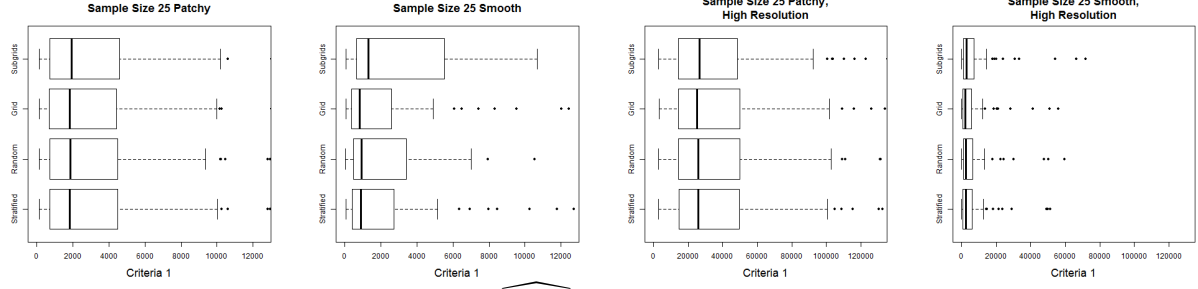 Sample Size 25 Patchy
Subgrids
Grid
Random
Stratified
0 2000 4000 6000 8000 10000 12000
Criteria 1
Sample Size 25 Smooth
Subgrids
Grid
Random
Stratified
0 2000 4000 6000 8000 10000 12000
Criteria 1
Sample Size 25 Patchy,
High Resolution
Subgrids
Grid
Random
Stratified
0 20000 40000 60000 80000 100000 120000
Criteria 1
Sample Size 25 Smooth,
High Resolution
Subgrids
Grid
Random
Stratified
0 20000 40000 60000 80000 100000 120000
Criteria 1